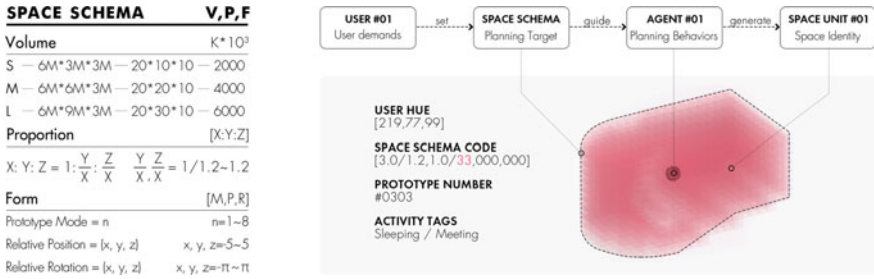 SPACE SCHEMA V,P,F
Volume K*10³
S — 6M*3M*3M — 20*10*10 — 2000
M — 6M*6M*3M — 20*20*10 — 4000
L — 6M*9M*3M — 20*30*10 — 6000
Proportion [X:Y:Z]
X: Y: Z = 1: Y/X : Z/X Y/X, Z/X = 1/1.2~1.2
Form [M,P,R]
Prototype Mode = n n=1~8
Relative Position = (x, y, z) x, y, z=-5~5
Relative Rotation = (x, y, z) x, y, z=-π~π
USER #01 set SPACE SCHEMA guide AGENT #01 generate SPACE UNIT #01
User demands Planning Target Planning Behaviors Space Identity
USER HUE
[219,77,99]
SPACE SCHEMA CODE
[3.0/1.2,1.0/33,000,000]
PROTOTYPE NUMBER
#0303
ACTIVITY TAGS
Sleeping / Meeting